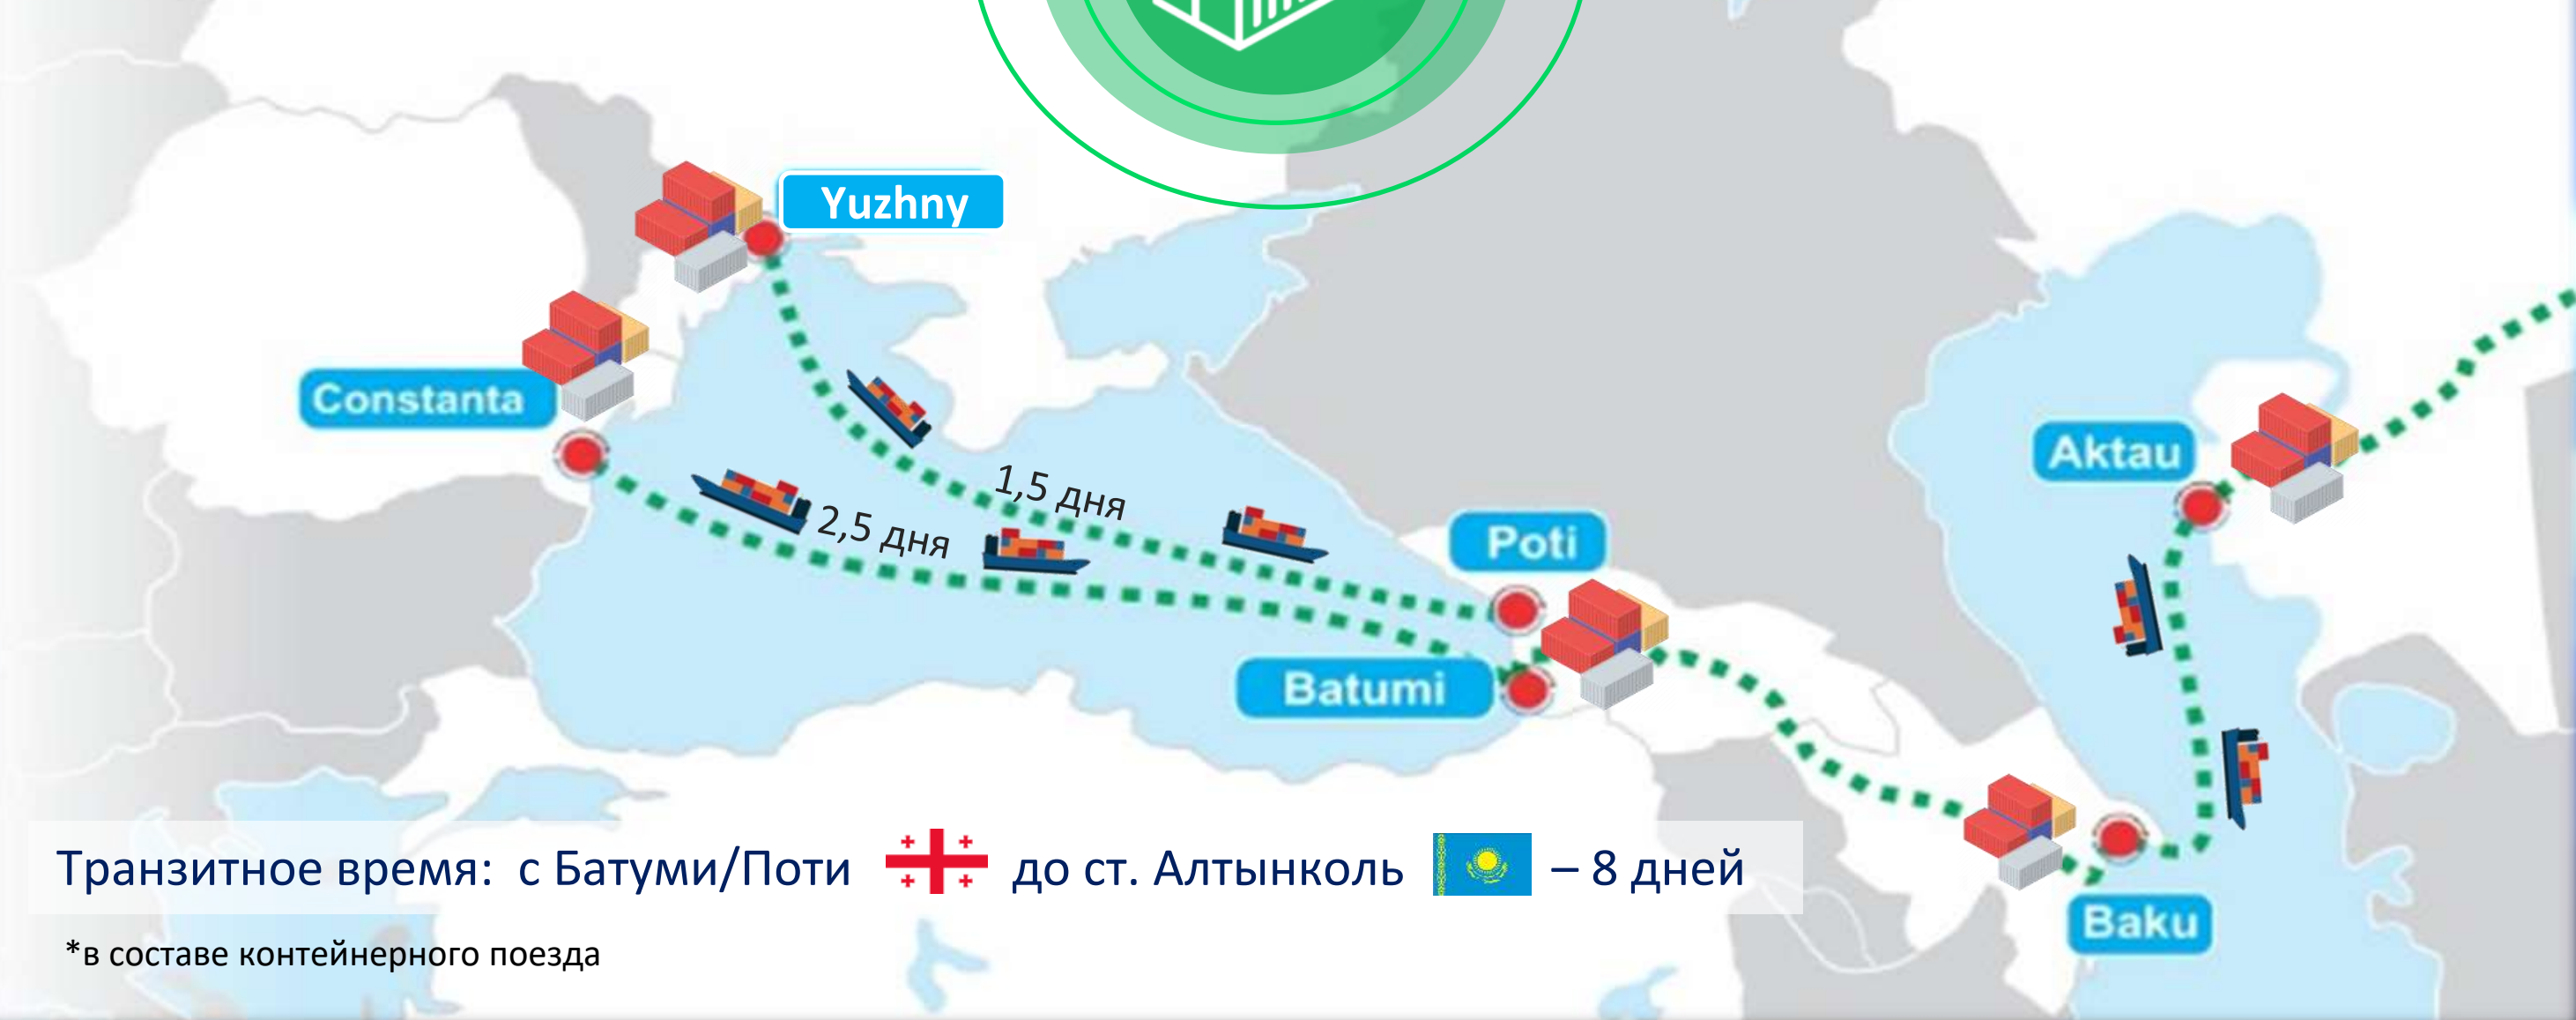 Yuzhny
Constanta
Aktau
1,5 дня
2,5 дня
Poti
Batumi
Транзитное время: с Батуми/Поти до ст. Алтынколь – 8 дней
Baku
*в составе контейнерного поезда